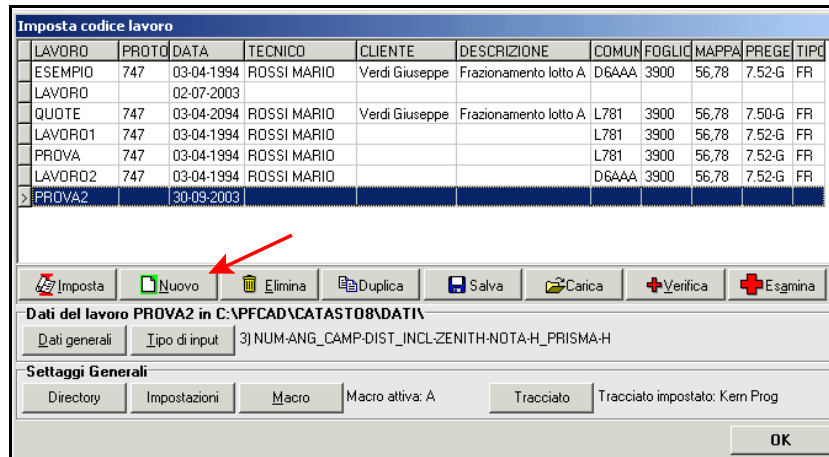 Imposta codice lavoro
LAVORO PROTO DATA TECNICO CLIENTE DESCRIZIONE COMUN FOGLIO MAPPA PREGE TIPO
ESEMPIO 747 03-04-1994 ROSSI MARIO Verdi Giuseppe Frazionamento lotto A D6AAA 3900 56,78 7.52-G FR
LAVORO 02-07-2003
QUOTE 747 03-04-2094 ROSSI MARIO Verdi Giuseppe Frazionamento lotto A L781 3900 56,78 7.50-G FR
LAVORO1 747 03-04-1994 ROSSI MARIO L781 3900 56,78 7.52-G FR
PROVA 747 03-04-1994 ROSSI MARIO L781 3900 56,78 7.52-G FR
LAVORO2 747 03-04-1994 ROSSI MARIO D6AAA 3900 56,78 7.52-G FR
PROVA2 30-09-2003
Imposta Nuovo Elimina Duplica Salva Carica Verifica Esamina
Dati del lavoro PROVA2 in C:\PFCAD\CATASTO8\DATI\
Dati generali Tipo di input 3) NUM-ANG_CAMP-DIST_INCL-ZENITH-NOTA-H_PRISMA-H
Settaggi Generali
Directory Impostazioni Macro Macro attiva: A Tracciato Tracciato impostato: Kern Prog
OK